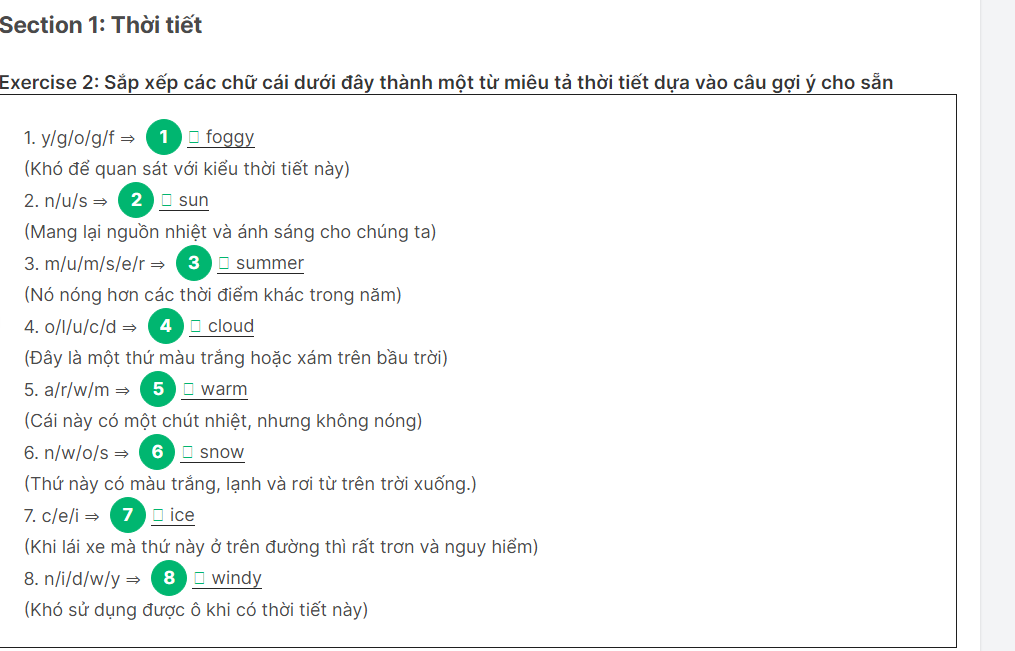 Section 1: Thời tiết
Exercise 2: Sắp xếp các chữ cái dưới đây thành một từ miêu tả thời tiết dựa vào câu gợi ý cho sẵn
1. y/g/o/g/f ⇒ 1 foggy
(Khó để quan sát với kiểu thời tiết này)
2. n/u/s ⇒ 2 sun
(Mang lại nguồn nhiệt và ánh sáng cho chúng ta)
3. m/u/m/s/e/r ⇒ 3 summer
(Nó nóng hơn các thời điểm khác trong năm)
4. o/l/u/c/d ⇒ 4 cloud
(Đây là một thứ màu trắng hoặc xám trên bầu trời)
5. a/r/w/m ⇒ 5 warm
(Cái này có một chút nhiệt, nhưng không nóng)
6. n/w/o/s ⇒ 6 snow
(Thứ này có màu trắng, lạnh và rơi từ trên trời xuống.)
7. c/e/i ⇒ 7 ice
(Khi lái xe mà thứ này ở trên đường thì rất trơn và nguy hiểm)
8. n/i/d/w/y ⇒ 8 windy
(Khó sử dụng được ô khi có thời tiết này)